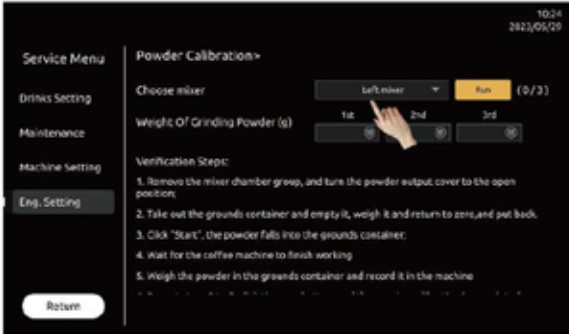 10:24
2023/05/29
Service Menu
Powder Calibration>
Choose mixer
Left mixer
Run
(0/3)
Drinks Setting
Weight Of Grinding Powder (g)
1st
2nd
3rd
Maintenance
Machine Setting
Verification Steps:
1. Remove the mixer chamber group, and turn the powder output cover to the open
position;
Eng. Setting
2. Take out the grounds container and empty it, weigh it and return to zero,and put back.
3. Click "Start", the powder falls into the grounds container;
4. Wait for the coffee machine to finish
working
5. Weigh the powder in the grounds container and record it in the machine
Return